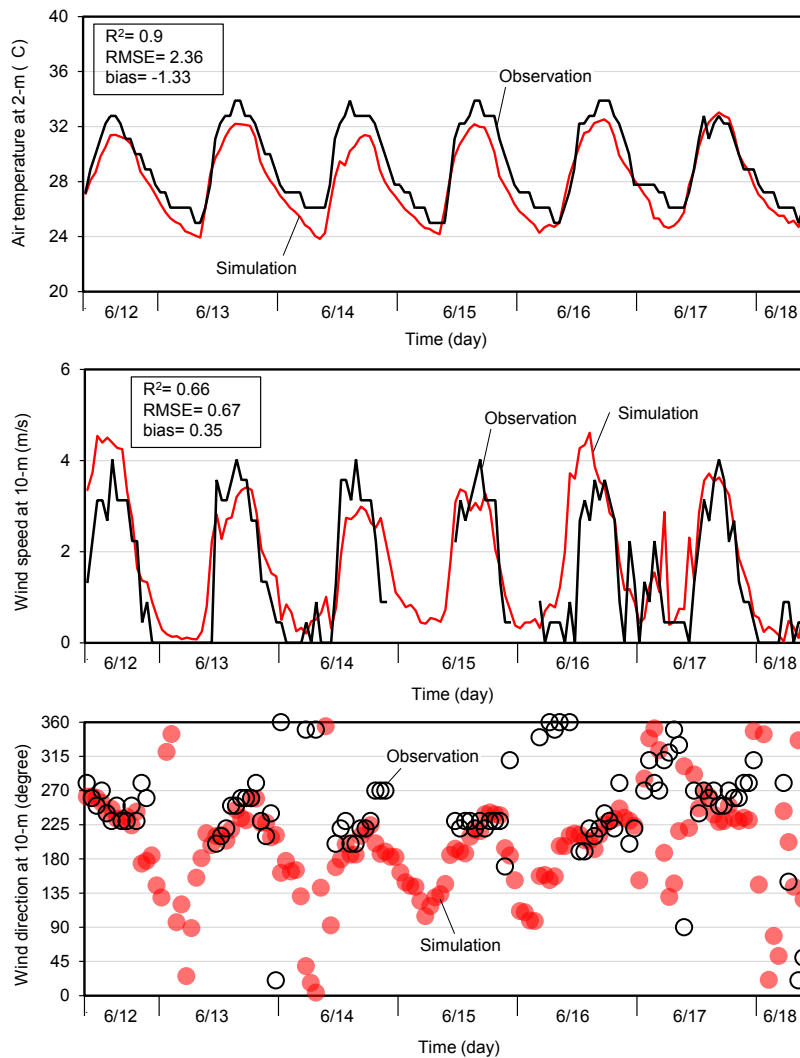 Air temperature at 2-m ( C)
40
36
32
28
24
20
R²= 0.9
RMSE= 2.36
bias= -1.33
Observation
Simulation
6/12 6/13 6/14 6/15 6/16 6/17 6/18
Time (day)
Wind speed at 10-m (m/s)
6
4
2
0
R²= 0.66
RMSE= 0.67
bias= 0.35
Observation
Simulation
6/12 6/13 6/14 6/15 6/16 6/17 6/18
Time (day)
Wind direction at 10-m (degree)
360
315
270
225
180
135
90
45
0
Observation
Simulation
6/12 6/13 6/14 6/15 6/16 6/17 6/18
Time (day)